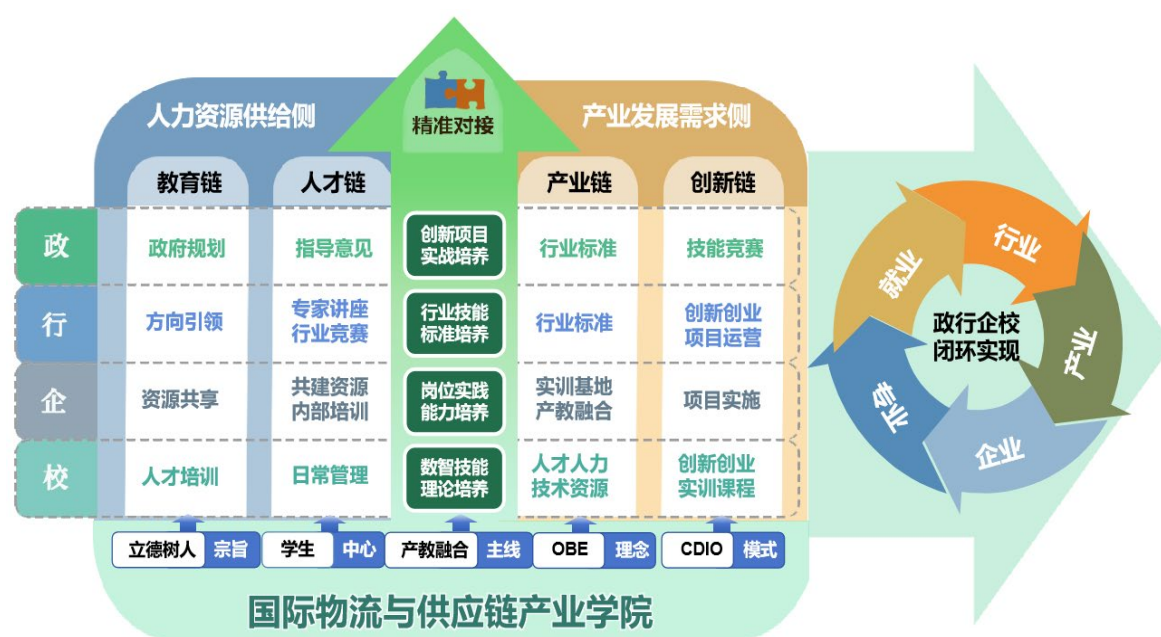 精准对接
人力资源供给侧
产业发展需求侧
教育链
人才链
产业链
创新链
政
政府规划
指导意见
创新项目
实战培养
行业标准
技能竞赛
行
方向引领
专家讲座
行业竞赛
行业技能
标准培养
行业标准
创新创业
项目运营
企
资源共享
共建资源
内部培训
岗位实践
能力培养
实训基地
产教融合
项目实施
校
人才培训
日常管理
数智技能
理论培养
人才人力
技术资源
创新创业
实训课程
立德树人 宗旨
学生 中心
产教融合 主线
OBE 理念
CDIO 模式
国际物流与供应链产业学院
行业
产业
企业
就业
政行企校
闭环实现